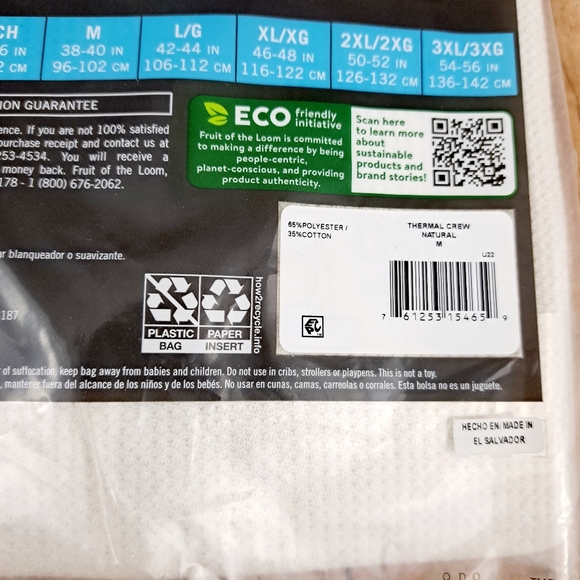 CH
M
L/G
XL/XG
2XL/2XG
3XL/3XG
IN
38-40 IN
42-44 IN
46-48 IN
50-52 IN
54-56 IN
CM
96-102 CM
106-112 CM
116-122 CM
126-132 CM
136-142 CM
ION GUARANTEE
ence. If you are not 100% satisfied
purchase receipt and contact us at
253-4534. You will receive a
money back. Fruit of the Loom,
178 - 1 (800) 676-2062.
ECO friendly
initiative
Fruit of the Loom is committed
to making a difference by being
people-centric,
planet-conscious, and providing
product authenticity.
Scan here
to learn more
about
sustainable
products and
brand stories!
65%POLYESTER /
35%COTTON
THERMAL CREW
NATURAL
M
U22
7 61253 15465 9
ar blanqueador o suavizante.
187
PLASTIC
BAG
PAPER
INSERT
how2recycle.info
of suffocation, keep bag away from babies and children. Do not use in cribs, strollers or playpens. This is not a toy.
, mantener fuera del alcance de los niños y de los bebés. No usar en cunas, camas, carreolas o corrales. Esta bolsa no es un juguete.
HECHO EN/MADE IN
EL SALVADOR